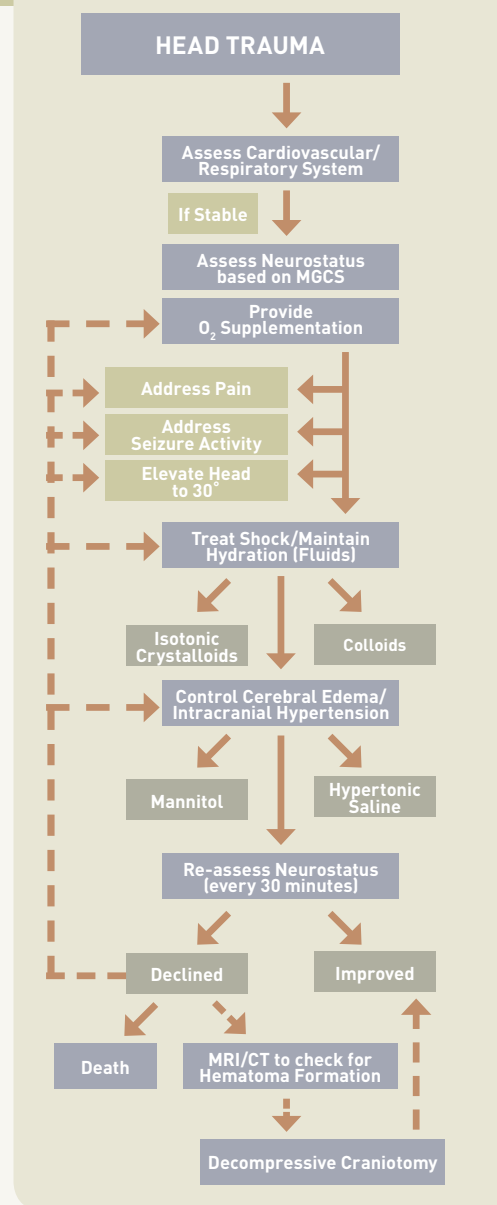 HEAD TRAUMA
Assess Cardiovascular/
Respiratory System
If Stable
Assess Neurostatus
based on MGCS
Provide
O₂ Supplementation
Address Pain
Address
Seizure Activity
Elevate Head
to 30°
Treat Shock/Maintain
Hydration (Fluids)
Isotonic
Crystalloids
Colloids
Control Cerebral Edema/
Intracranial Hypertension
Mannitol
Hypertonic
Saline
Re-assess Neurostatus
(every 30 minutes)
Declined
Improved
Death
MRI/CT to check for
Hematoma Formation
Decompressive Craniotomy